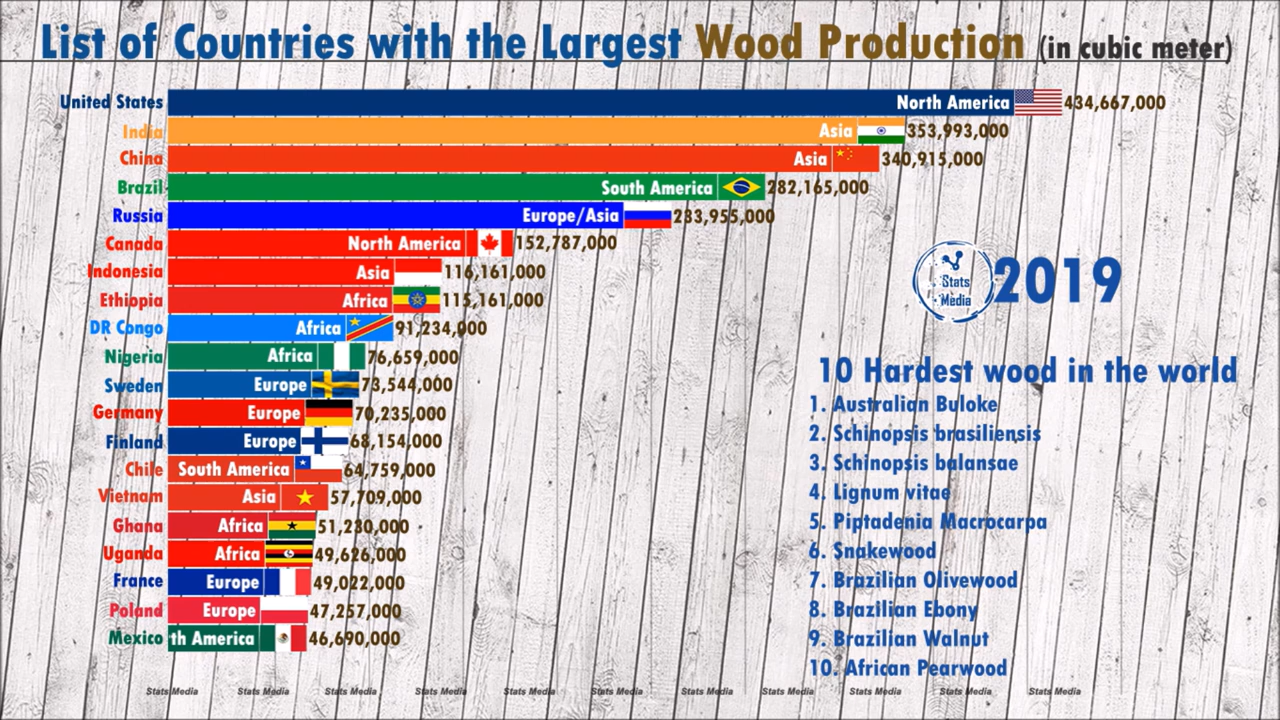 List of Countries with the Largest Wood Production (in cubic meter)
United States North America 434,667,000
India Asia 353,993,000
China Asia 340,915,000
Brazil South America 282,165,000
Russia Europe/Asia 233,955,000
Canada North America 152,787,000
Indonesia Asia 116,161,000
Ethiopia Africa 115,161,000
DR Congo Africa 91,234,000
Nigeria Africa 76,659,000
Sweden Europe 73,544,000
Germany Europe 70,235,000
Finland Europe 68,154,000
Chile South America 64,759,000
Vietnam Asia 57,709,000
Ghana Africa 51,280,000
Uganda Africa 49,626,000
France Europe 49,022,000
Poland Europe 47,257,000
Mexico th America 46,690,000
Stats
Media
2019
10 Hardest wood in the world
1. Australian Buloke
2. Schinopsis brasiliensis
3. Schinopsis balansae
4. Lignum vitae
5. Piptadenia Macrocarpa
6. Snakewood
7. Brazilian Olivewood
8. Brazilian Ebony
9. Brazilian Walnut
10. African Pearwood
Stats Media Stats Media Stats Media Stats Media Stats Media Stats Media Stats Media Stats Media Stats Media Stats Media Stats Media